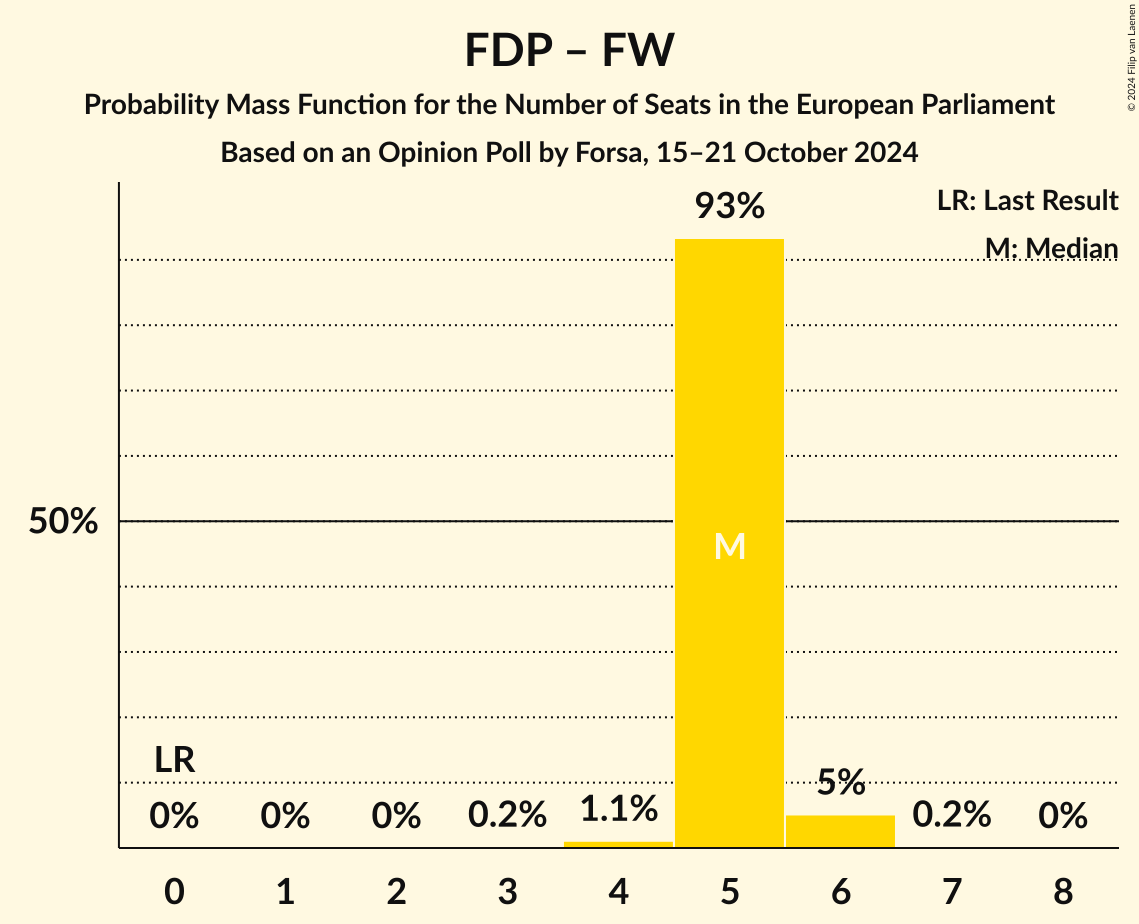 FDP – FW
Probability Mass Function for the Number of Seats in the European Parliament
Based on an Opinion Poll by Forsa, 15–21 October 2024
© 2024 Filip van Laenen
LR: Last Result
M: Median
93%
50%
M
LR
0% 0% 0% 0.2% 1.1% 5% 0.2% 0%
0 1 2 3 4 5 6 7 8